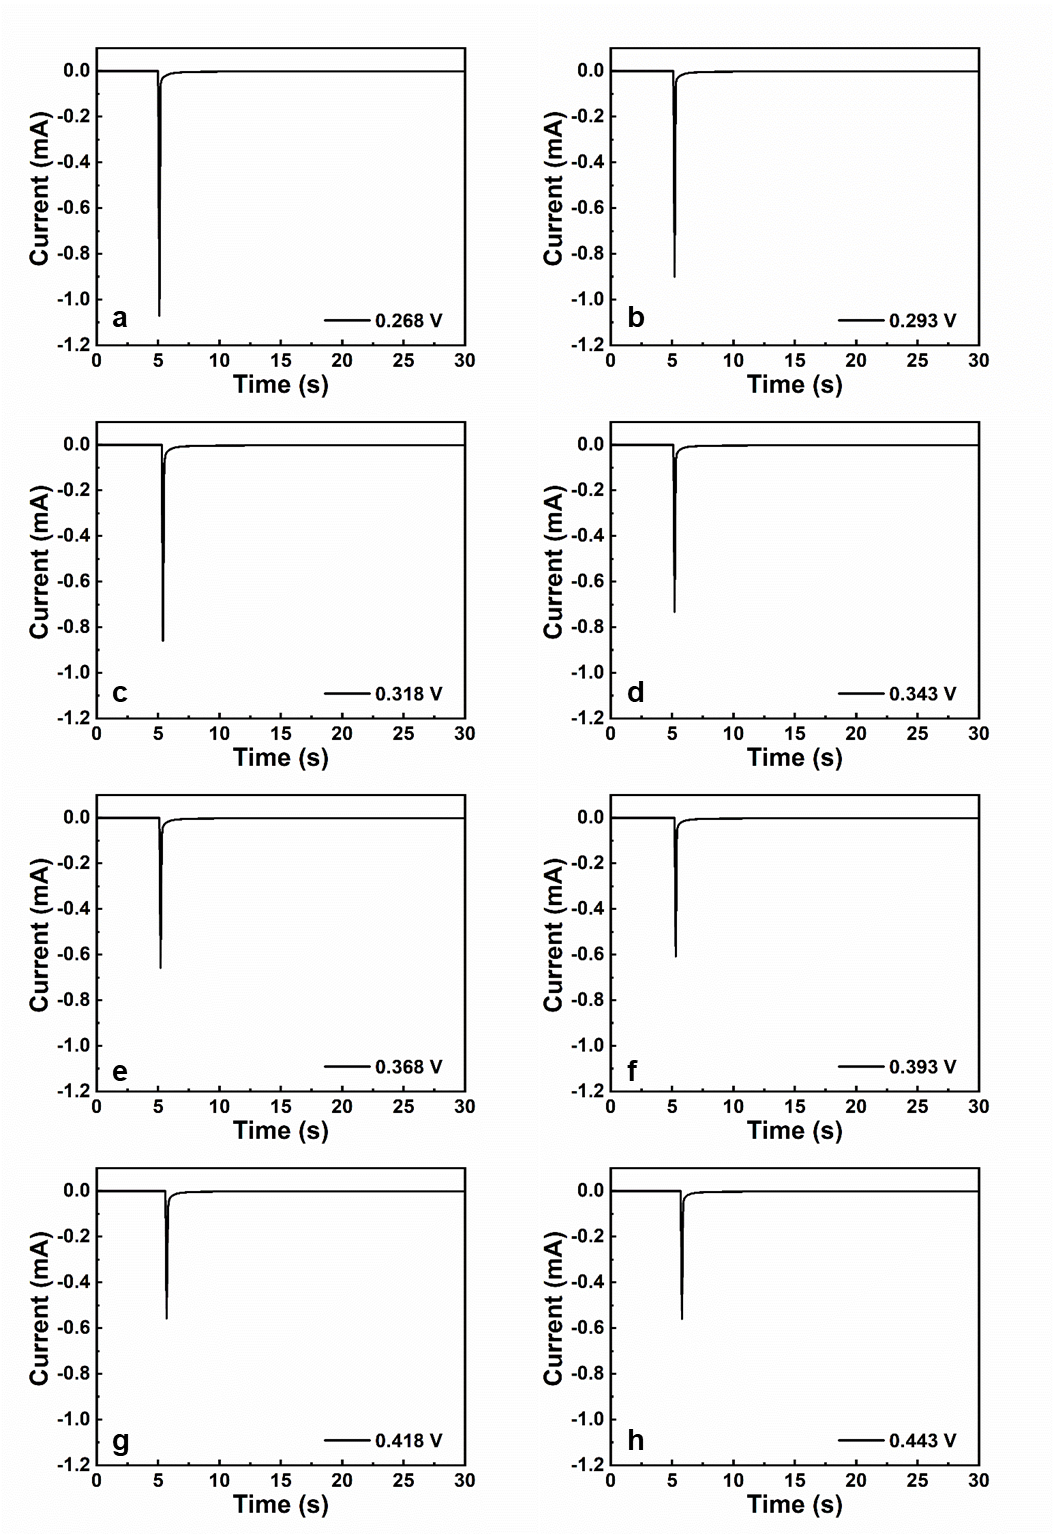 0.0
-0.2
-0.4
-0.6
-0.8
-1.0
-1.2
Current (mA)
a
0.268 V
0 5 10 15 20 25 30
Time (s)
0.0
-0.2
-0.4
-0.6
-0.8
-1.0
-1.2
Current (mA)
b
0.293 V
0 5 10 15 20 25 30
Time (s)
0.0
-0.2
-0.4
-0.6
-0.8
-1.0
-1.2
Current (mA)
c
0.318 V
0 5 10 15 20 25 30
Time (s)
0.0
-0.2
-0.4
-0.6
-0.8
-1.0
-1.2
Current (mA)
d
0.343 V
0 5 10 15 20 25 30
Time (s)
0.0
-0.2
-0.4
-0.6
-0.8
-1.0
-1.2
Current (mA)
e
0.368 V
0 5 10 15 20 25 30
Time (s)
0.0
-0.2
-0.4
-0.6
-0.8
-1.0
-1.2
Current (mA)
f
0.393 V
0 5 10 15 20 25 30
Time (s)
0.0
-0.2
-0.4
-0.6
-0.8
-1.0
-1.2
Current (mA)
g
0.418 V
0 5 10 15 20 25 30
Time (s)
0.0
-0.2
-0.4
-0.6
-0.8
-1.0
-1.2
Current (mA)
h
0.443 V
0 5 10 15 20 25 30
Time (s)